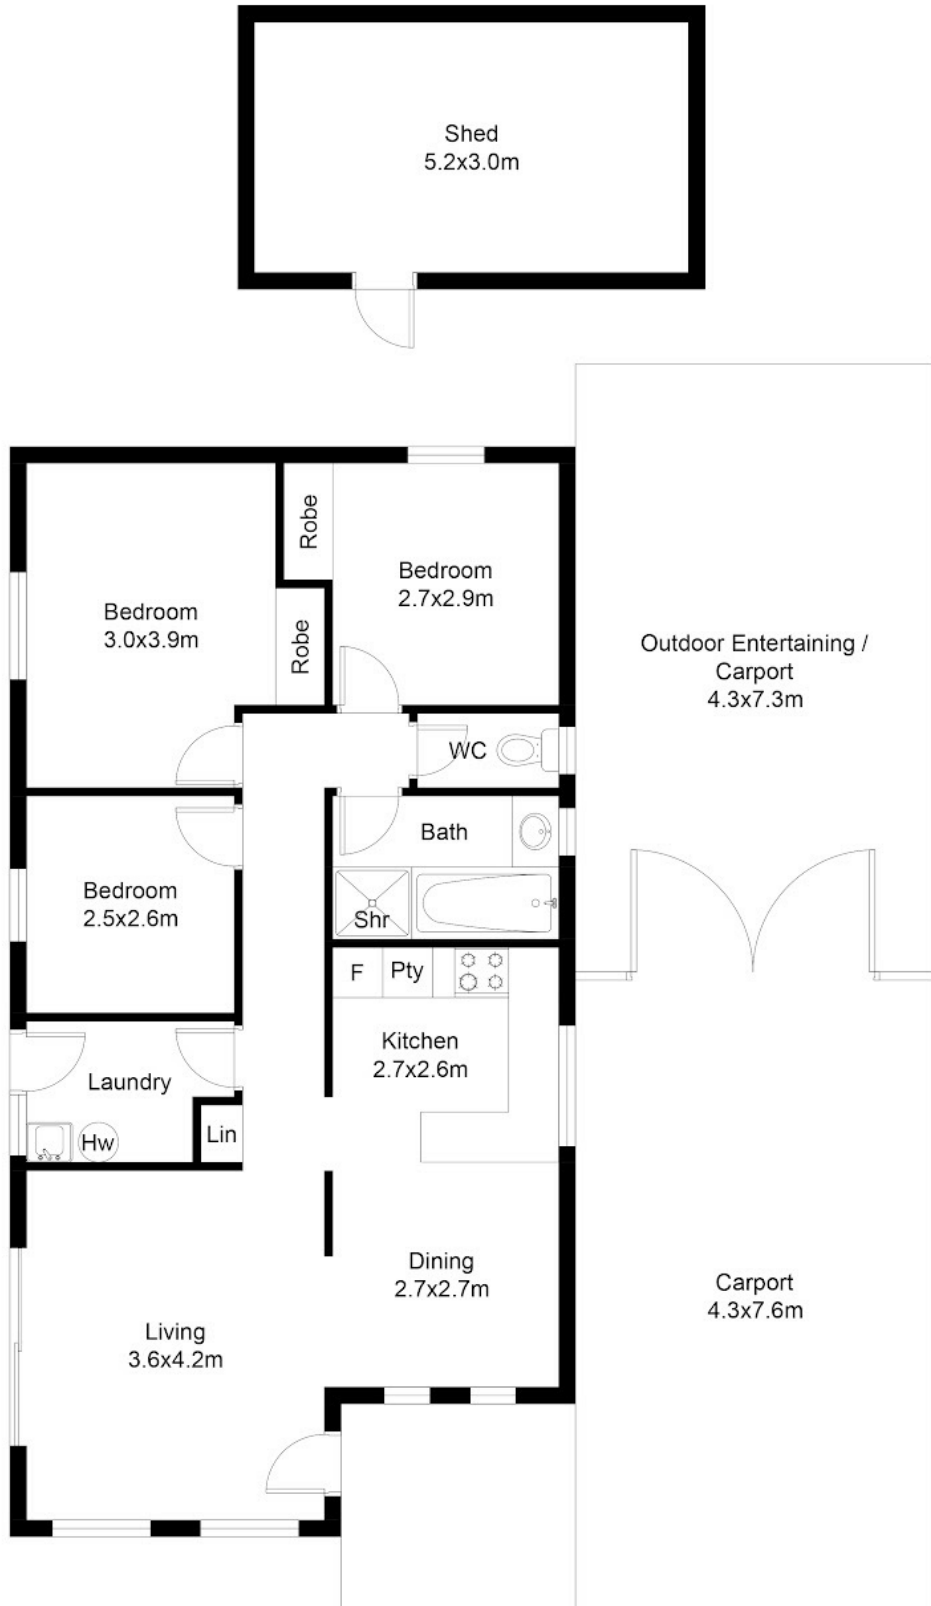 Shed
5.2x3.0m
Robe
Bedroom
2.7x2.9m
Bedroom
3.0x3.9m
Robe
Outdoor Entertaining /
Carport
4.3x7.3m
WC
Bath
Bedroom
2.5x2.6m
Shr
F
Pty
Kitchen
2.7x2.6m
Laundry
Lin
Hw
Dining
2.7x2.7m
Carport
4.3x7.6m
Living
3.6x4.2m